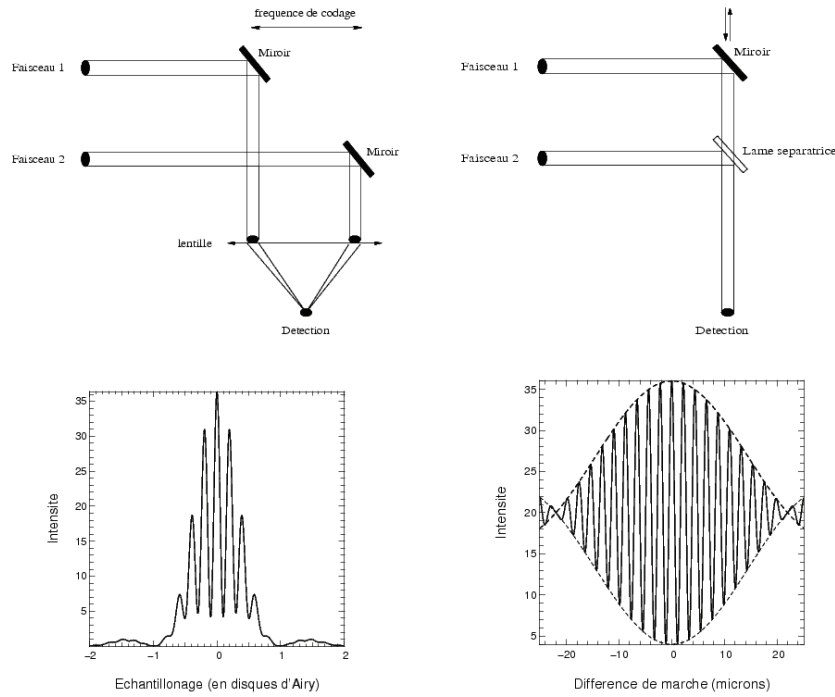 frequence de codage
Miroir
Faisceau 1
Miroir
Faisceau 2
lentille
Detection
Miroir
Faisceau 1
Lame separatrice
Faisceau 2
Detection
35
30
25
20
15
10
5
Intensite
−2 −1 0 1 2
Echantillonage (en disques d'Airy)
35
30
25
20
15
10
5
Intensite
−20 −10 0 10 20
Difference de marche (microns)